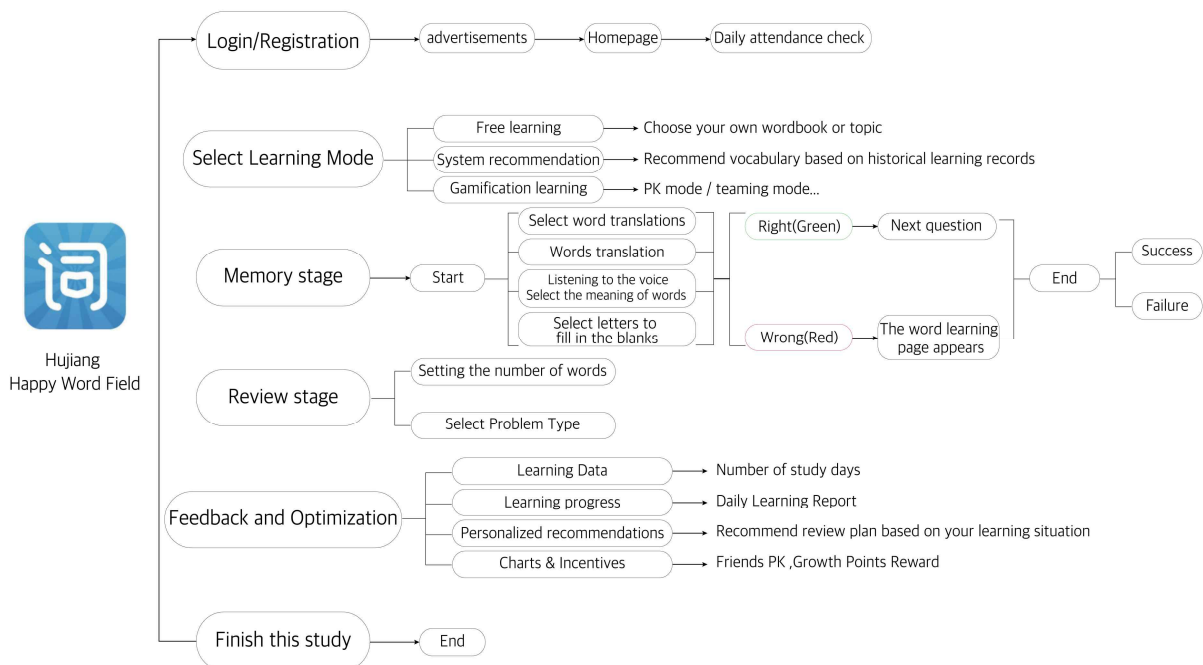 Login/Registration
advertisements
Homepage
Daily attendance check
Select Learning Mode
Free learning
Choose your own wordbook or topic
System recommendation
Recommend vocabulary based on historical learning records
Gamification learning
PK mode / teaming mode...
词
Hujiang
Happy Word Field
Memory stage
Start
Select word translations
Words translation
Listening to the voice
Select the meaning of words
Select letters to
fill in the blanks
Right(Green)
Next question
Wrong(Red)
The word learning
page appears
End
Success
Failure
Review stage
Setting the number of words
Select Problem Type
Feedback and Optimization
Learning Data
Number of study days
Learning progress
Daily Learning Report
Personalized recommendations
Recommend review plan based on your learning situation
Charts & Incentives
Friends PK ,Growth Points Reward
Finish this study
End